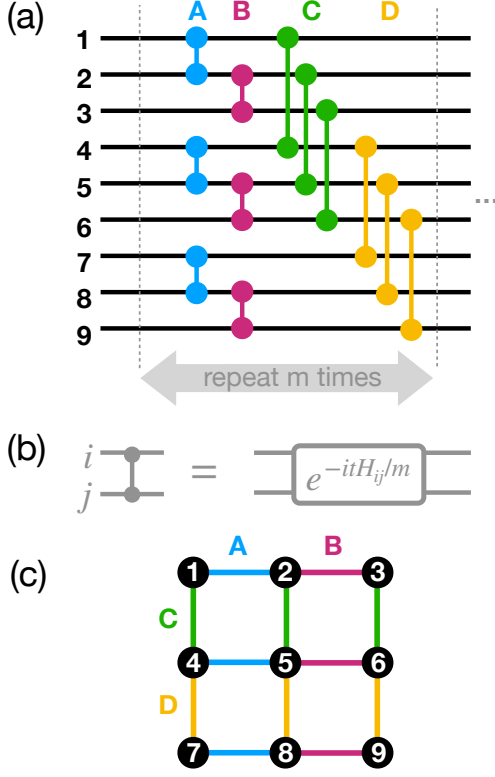 (a)
A B C D
1
2
3
4
5
6
7
8
9
...
repeat m times
(b)
i
j
=
e^{-itH_{ij}/m}
(c)
A B
1 2 3
C
4 5 6
D
7 8 9